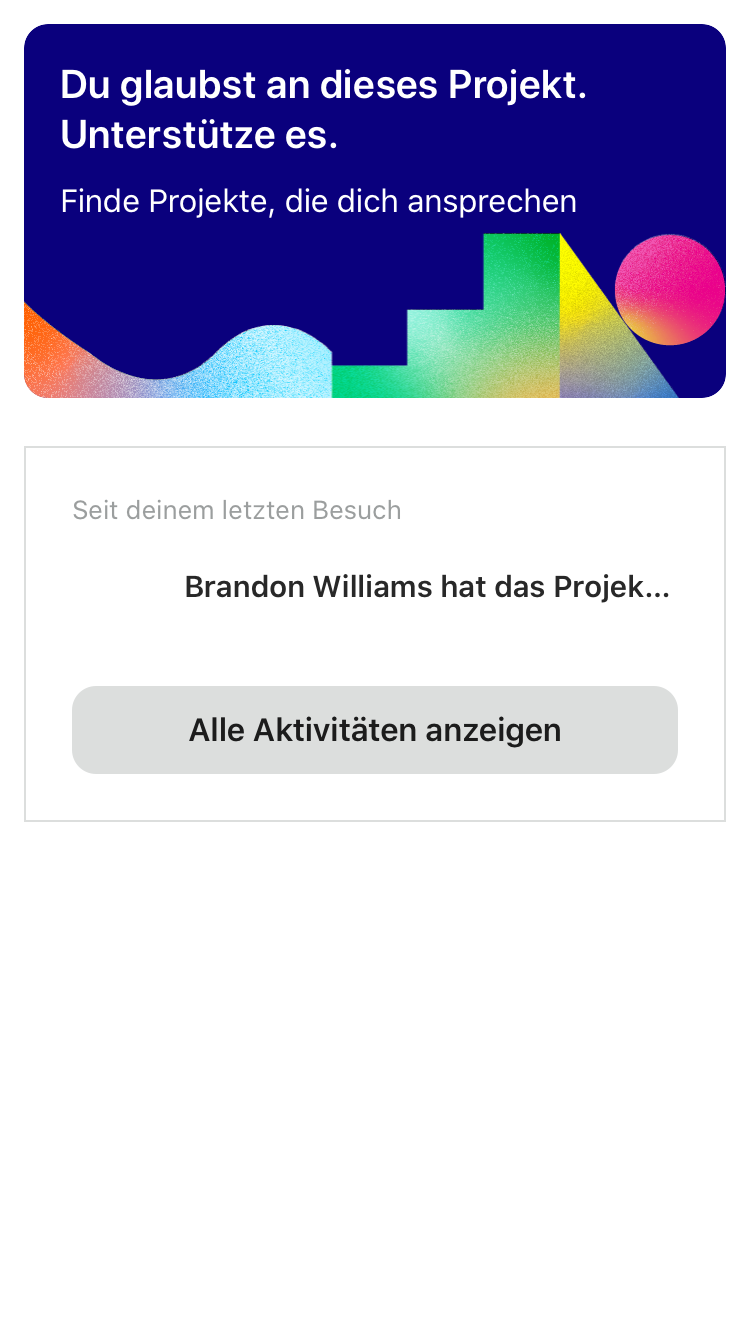 Du glaubst an dieses Projekt.
Unterstütze es.
Finde Projekte, die dich ansprechen
Seit deinem letzten Besuch
Brandon Williams hat das Projek...
Alle Aktivitäten anzeigen